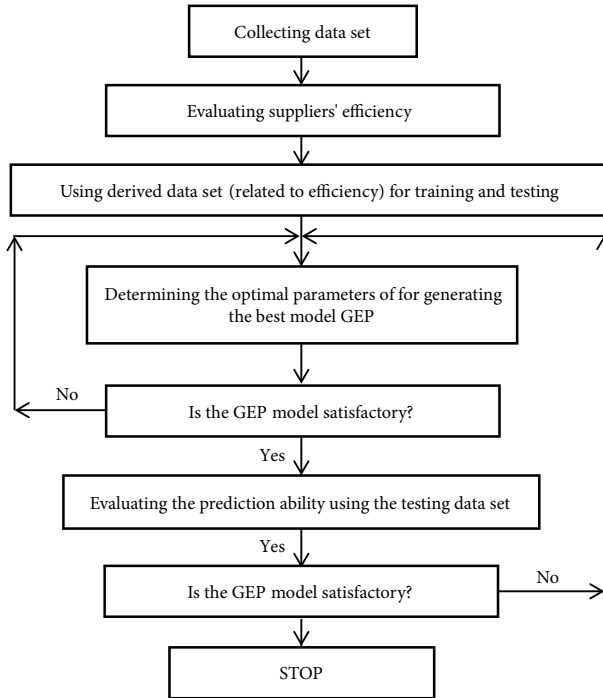 Collecting data set
Evaluating suppliers' efficiency
Using derived data set (related to efficiency) for training and testing
Determining the optimal parameters of for generating
the best model GEP
No
Is the GEP model satisfactory?
Yes
Evaluating the prediction ability using the testing data set
Yes
Is the GEP model satisfactory?
No
STOP